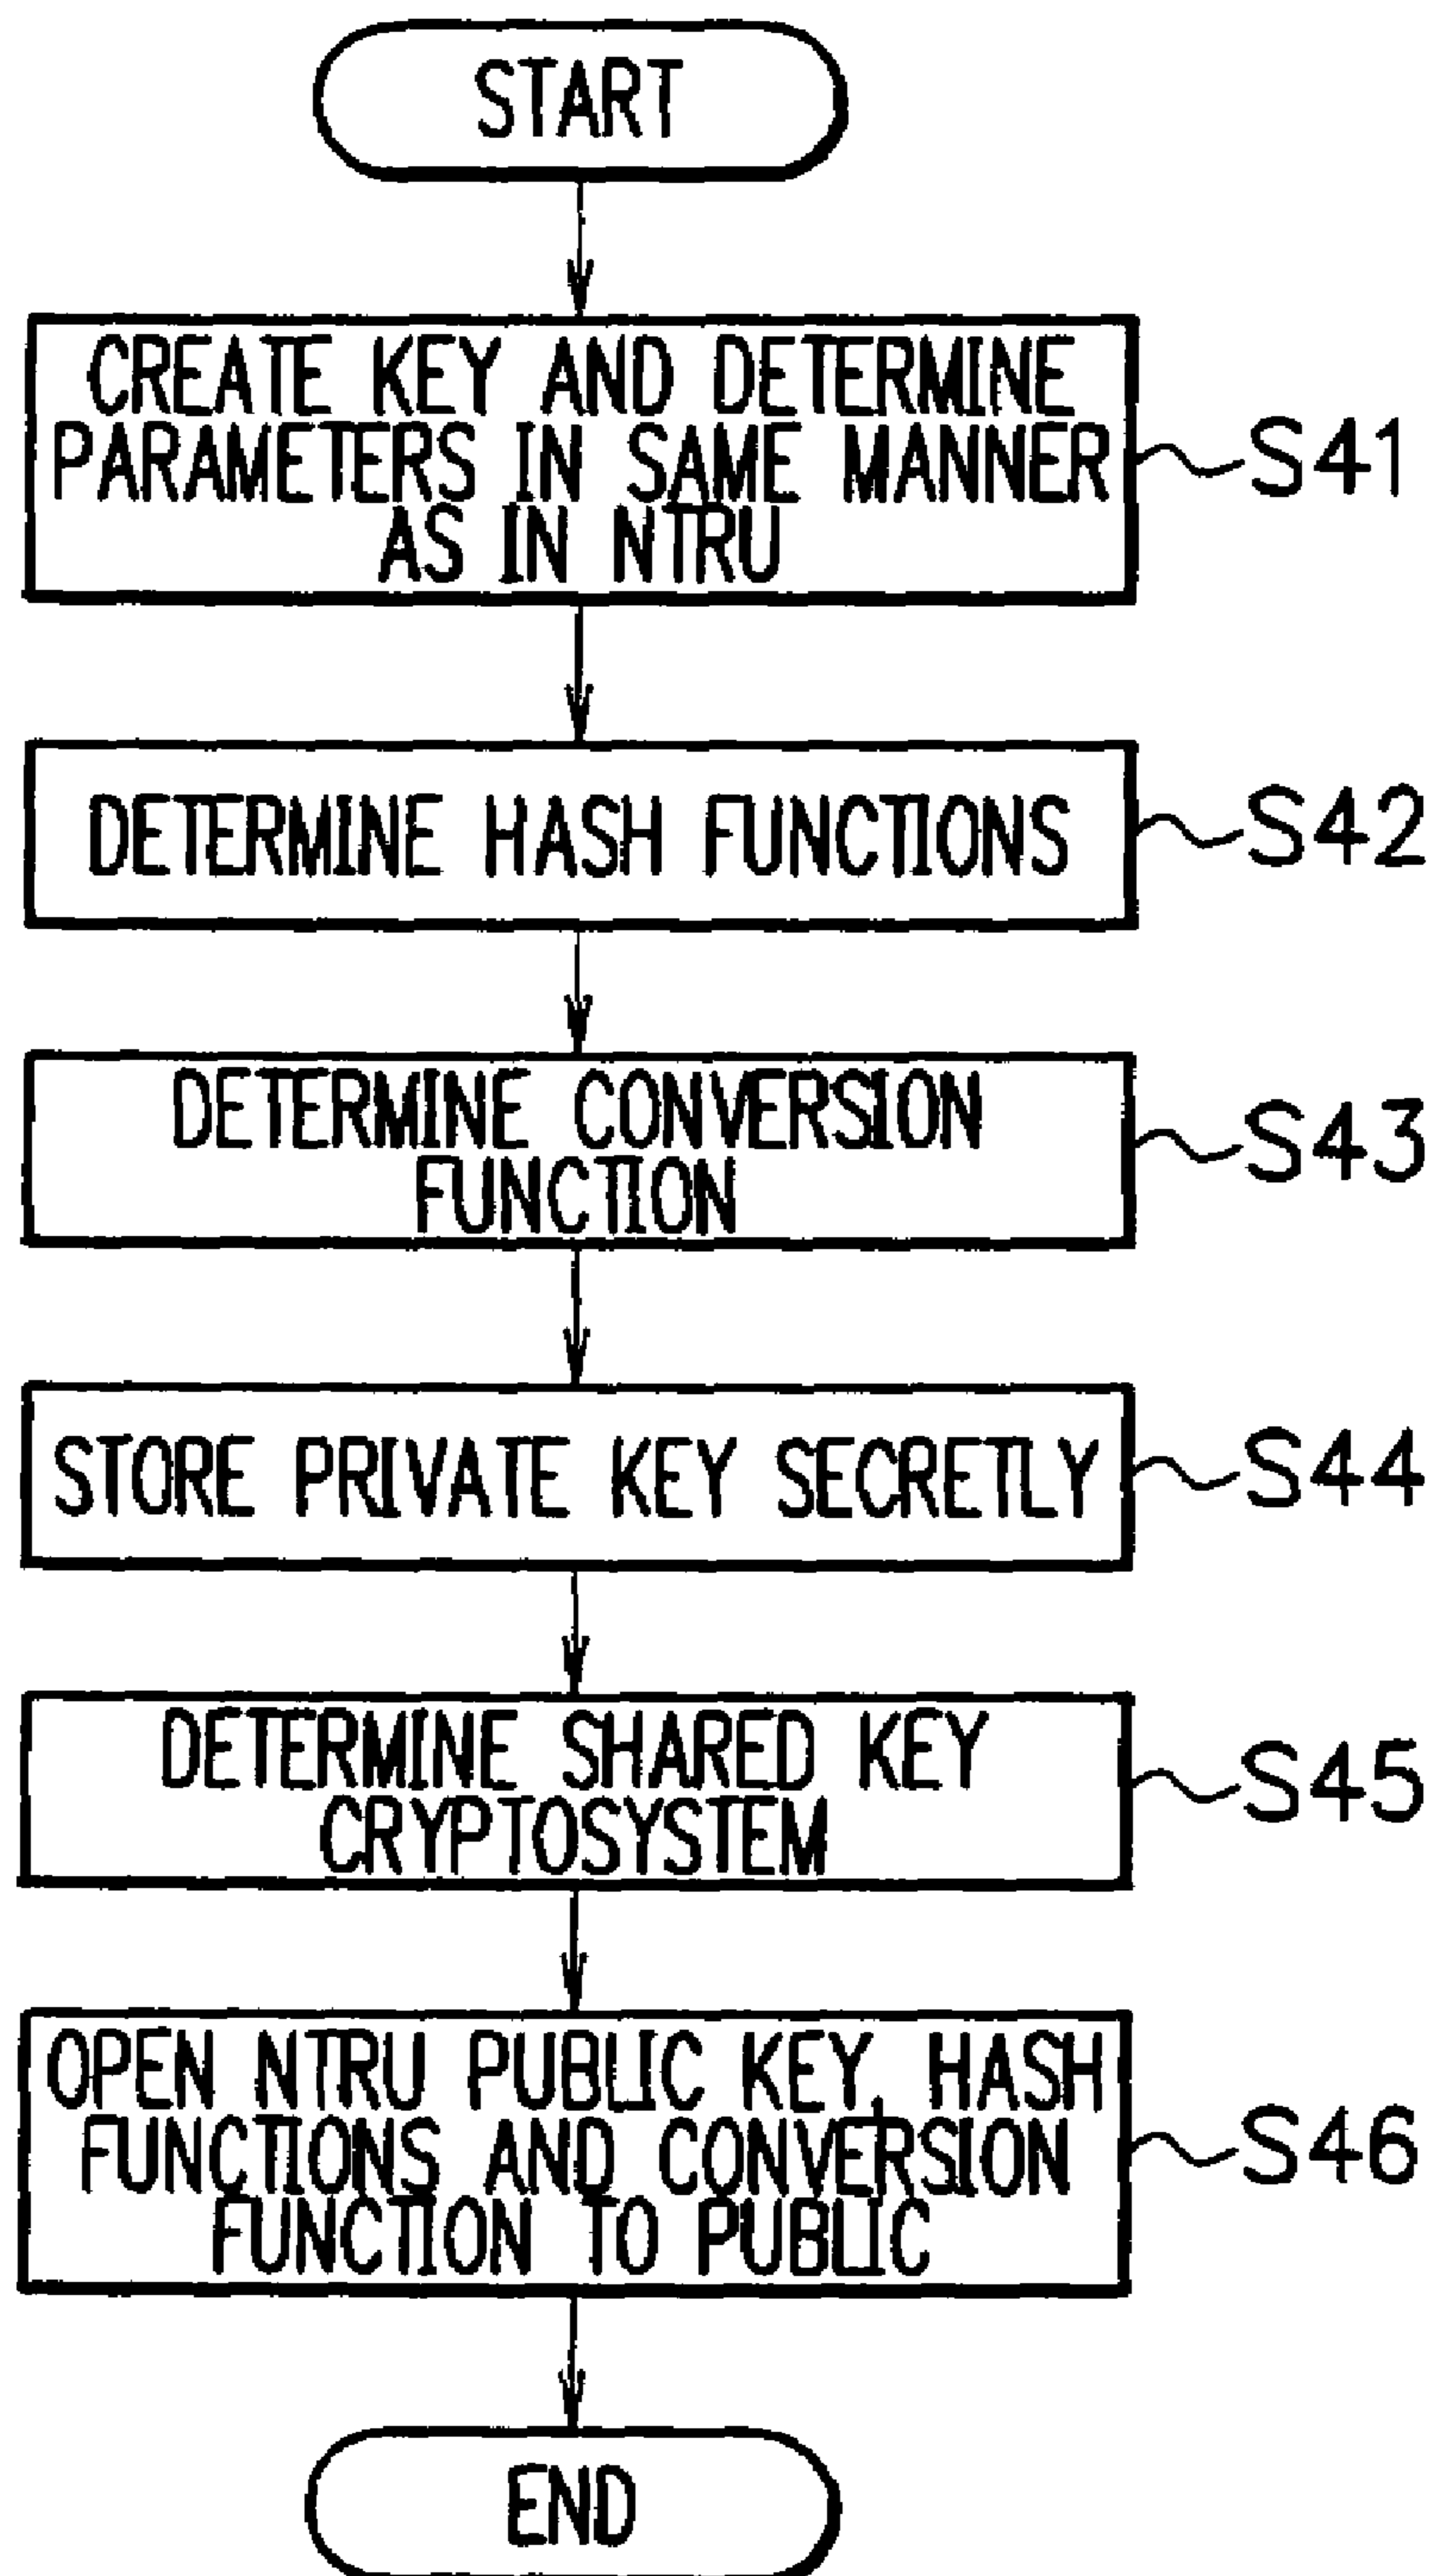 START
CREATE KEY AND DETERMINE
PARAMETERS IN SAME MANNER
AS IN NTRU
S41
DETERMINE HASH FUNCTIONS
S42
DETERMINE CONVERSION
FUNCTION
S43
STORE PRIVATE KEY SECRETLY
S44
DETERMINE SHARED KEY
CRYPTOSYSTEM
S45
OPEN NTRU PUBLIC KEY, HASH
FUNCTIONS AND CONVERSION
FUNCTION TO PUBLIC
S46
END